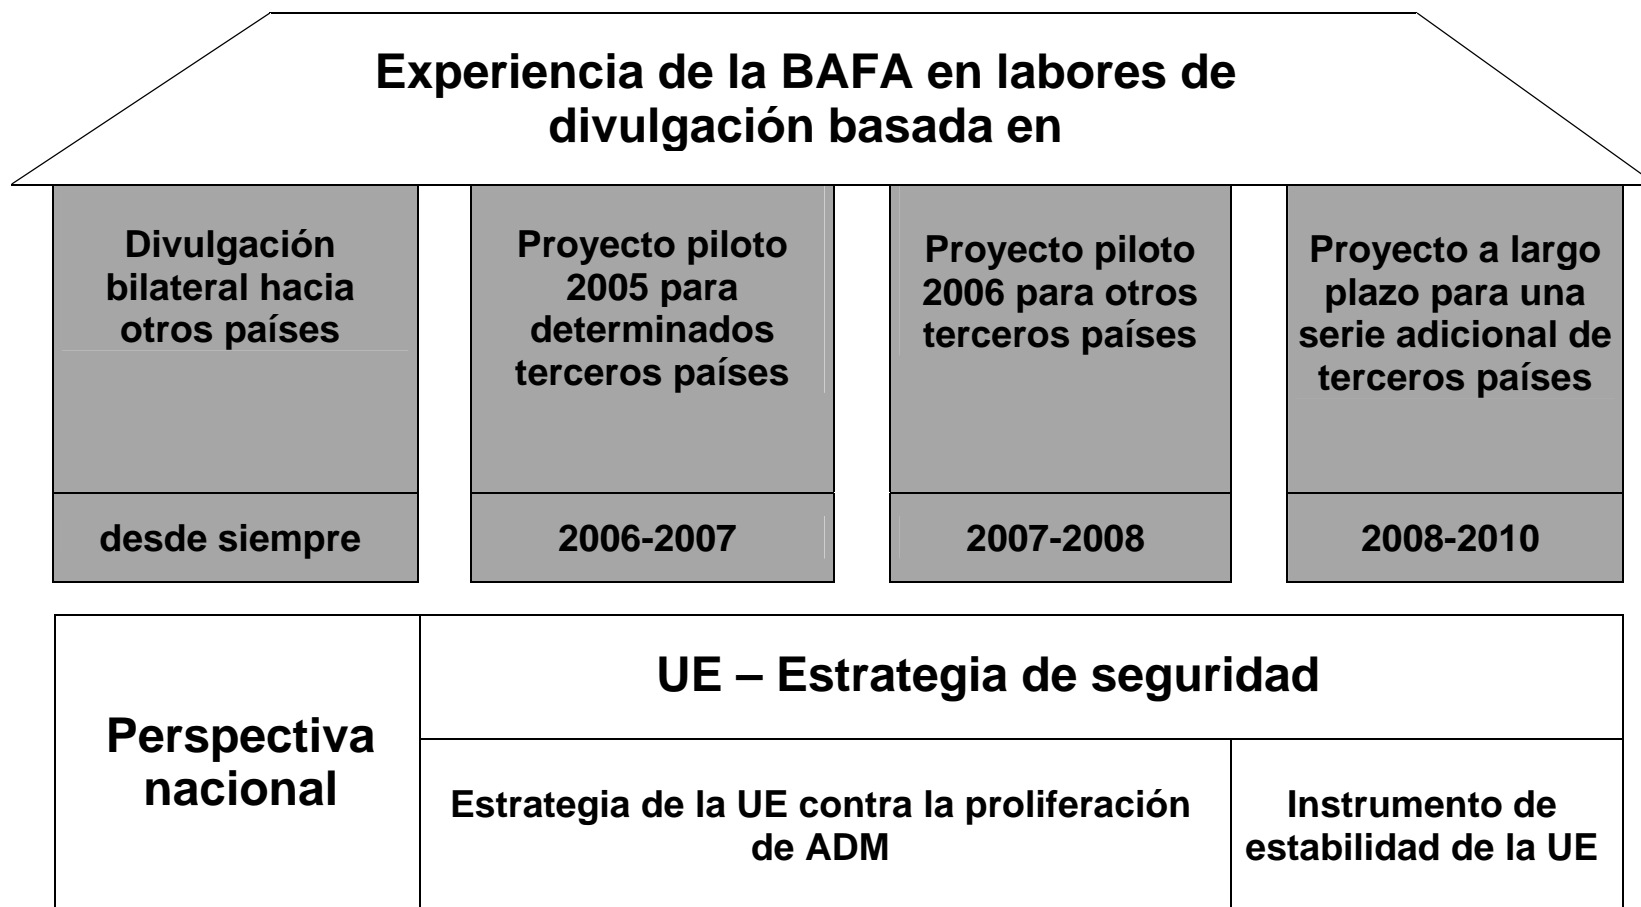 Experiencia de la BAFA en labores de
divulgación basada en
Divulgación
bilateral hacia
otros países
desde siempre
Proyecto piloto
2005 para
determinados
terceros países
2006-2007
Proyecto piloto
2006 para otros
terceros países
2007-2008
Proyecto a largo
plazo para una
serie adicional de
terceros países
2008-2010
Perspectiva
nacional
UE – Estrategia de seguridad
Estrategia de la UE contra la proliferación
de ADM
Instrumento de
estabilidad de la UE